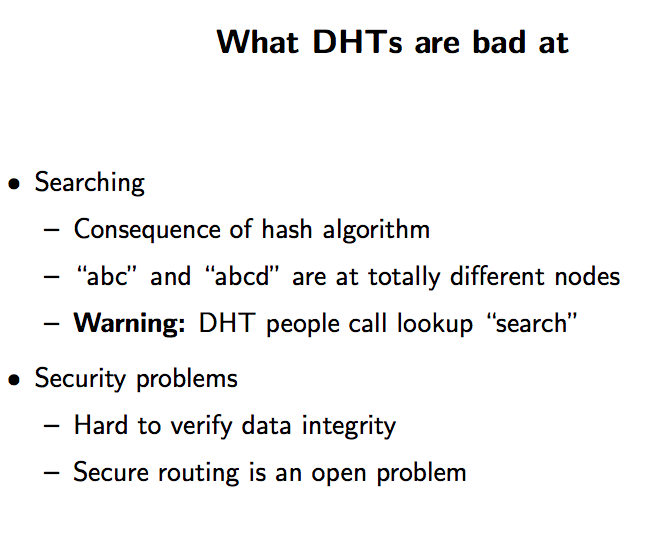 What DHTs are bad at
• Searching
– Consequence of hash algorithm
– “abc” and “abcd” are at totally different nodes
– Warning: DHT people call lookup “search”
• Security problems
– Hard to verify data integrity
– Secure routing is an open problem